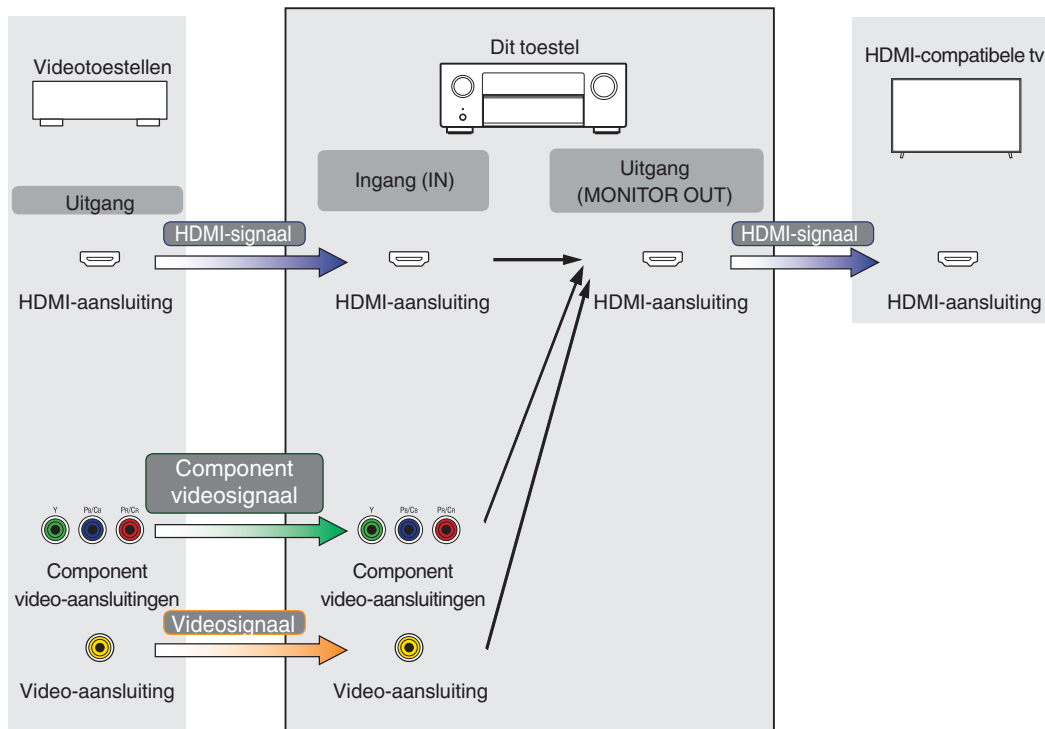 Videotoestellen
Dit toestel
HDMI-compatibele tv
Uitgang
Ingang (IN)
Uitgang
(MONITOR OUT)
HDMI-signaal
HDMI-signaal
HDMI-aansluiting
HDMI-aansluiting
HDMI-aansluiting
HDMI-aansluiting
Component
videosignaal
Y PB/CB PR/CR
Y PB/CB PR/CR
Component
video-aansluitingen
Component
video-aansluitingen
Videosignaal
Video-aansluiting
Video-aansluiting